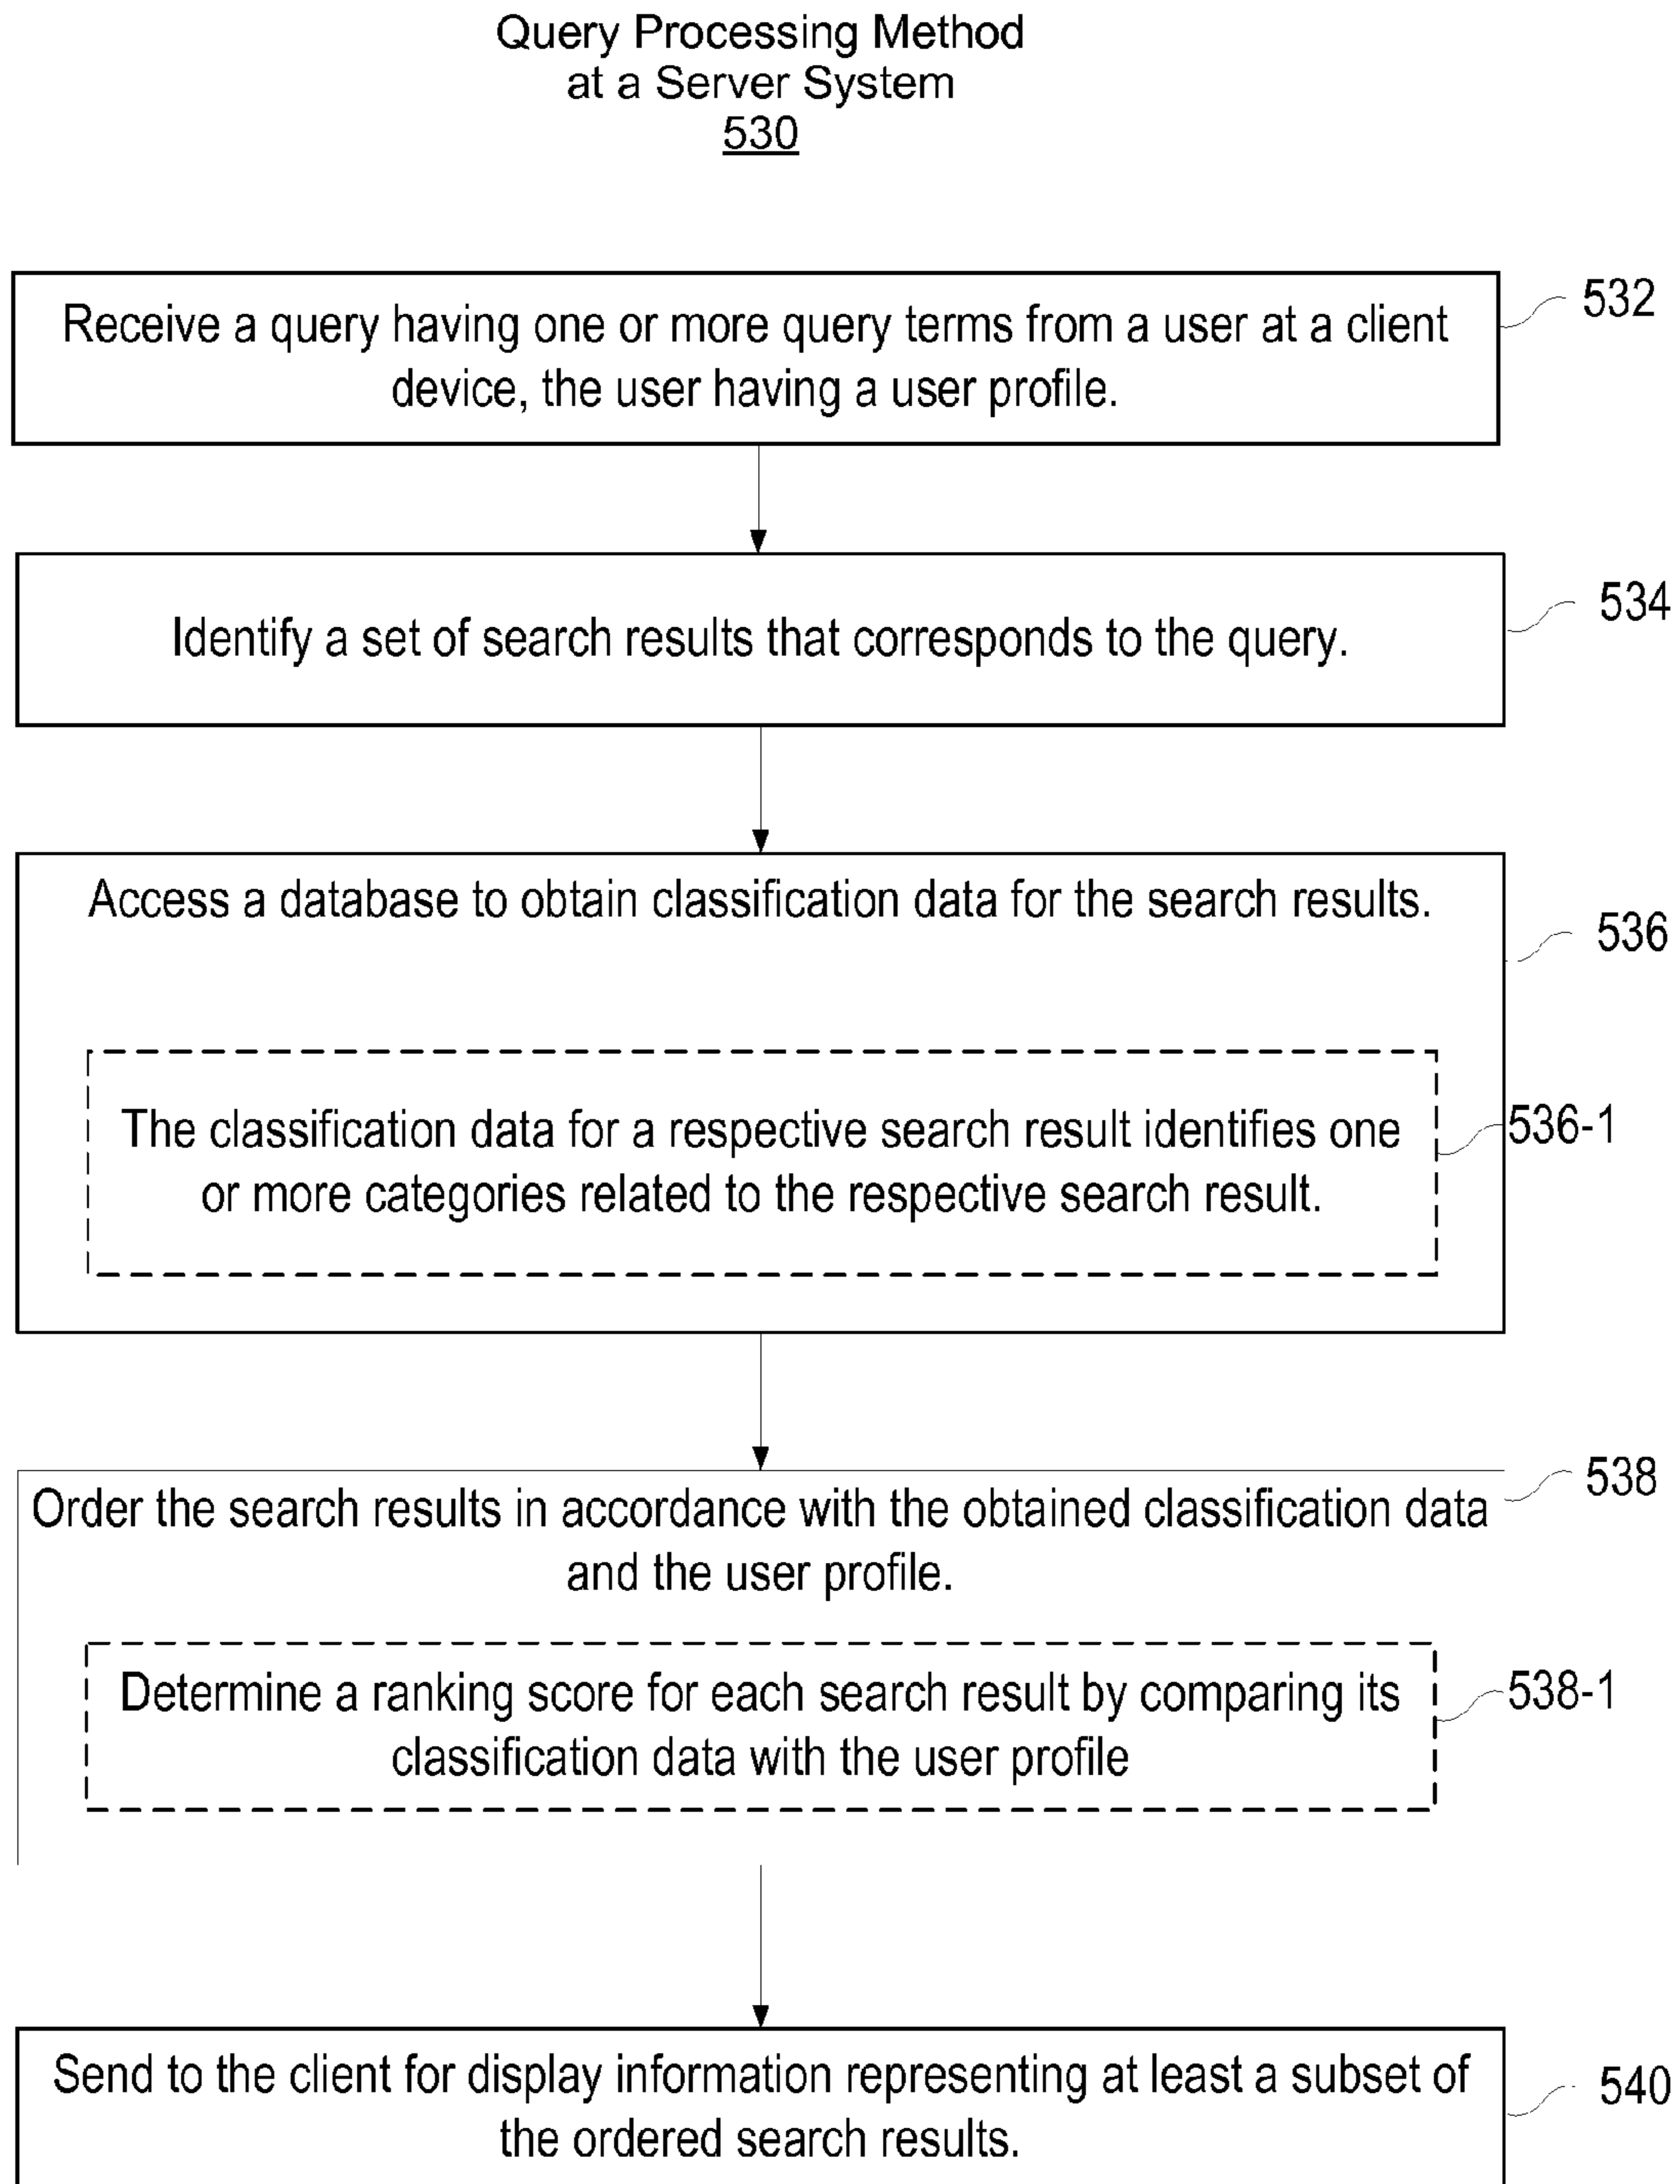 Query Processing Method
at a Server System
530
Receive a query having one or more query terms from a user at a client
device, the user having a user profile.
532
Identify a set of search results that corresponds to the query.
534
Access a database to obtain classification data for the search results.
536
The classification data for a respective search result identifies one
or more categories related to the respective search result.
536-1
Order the search results in accordance with the obtained classification data
and the user profile.
538
Determine a ranking score for each search result by comparing its
classification data with the user profile
538-1
Send to the client for display information representing at least a subset of
the ordered search results.
540